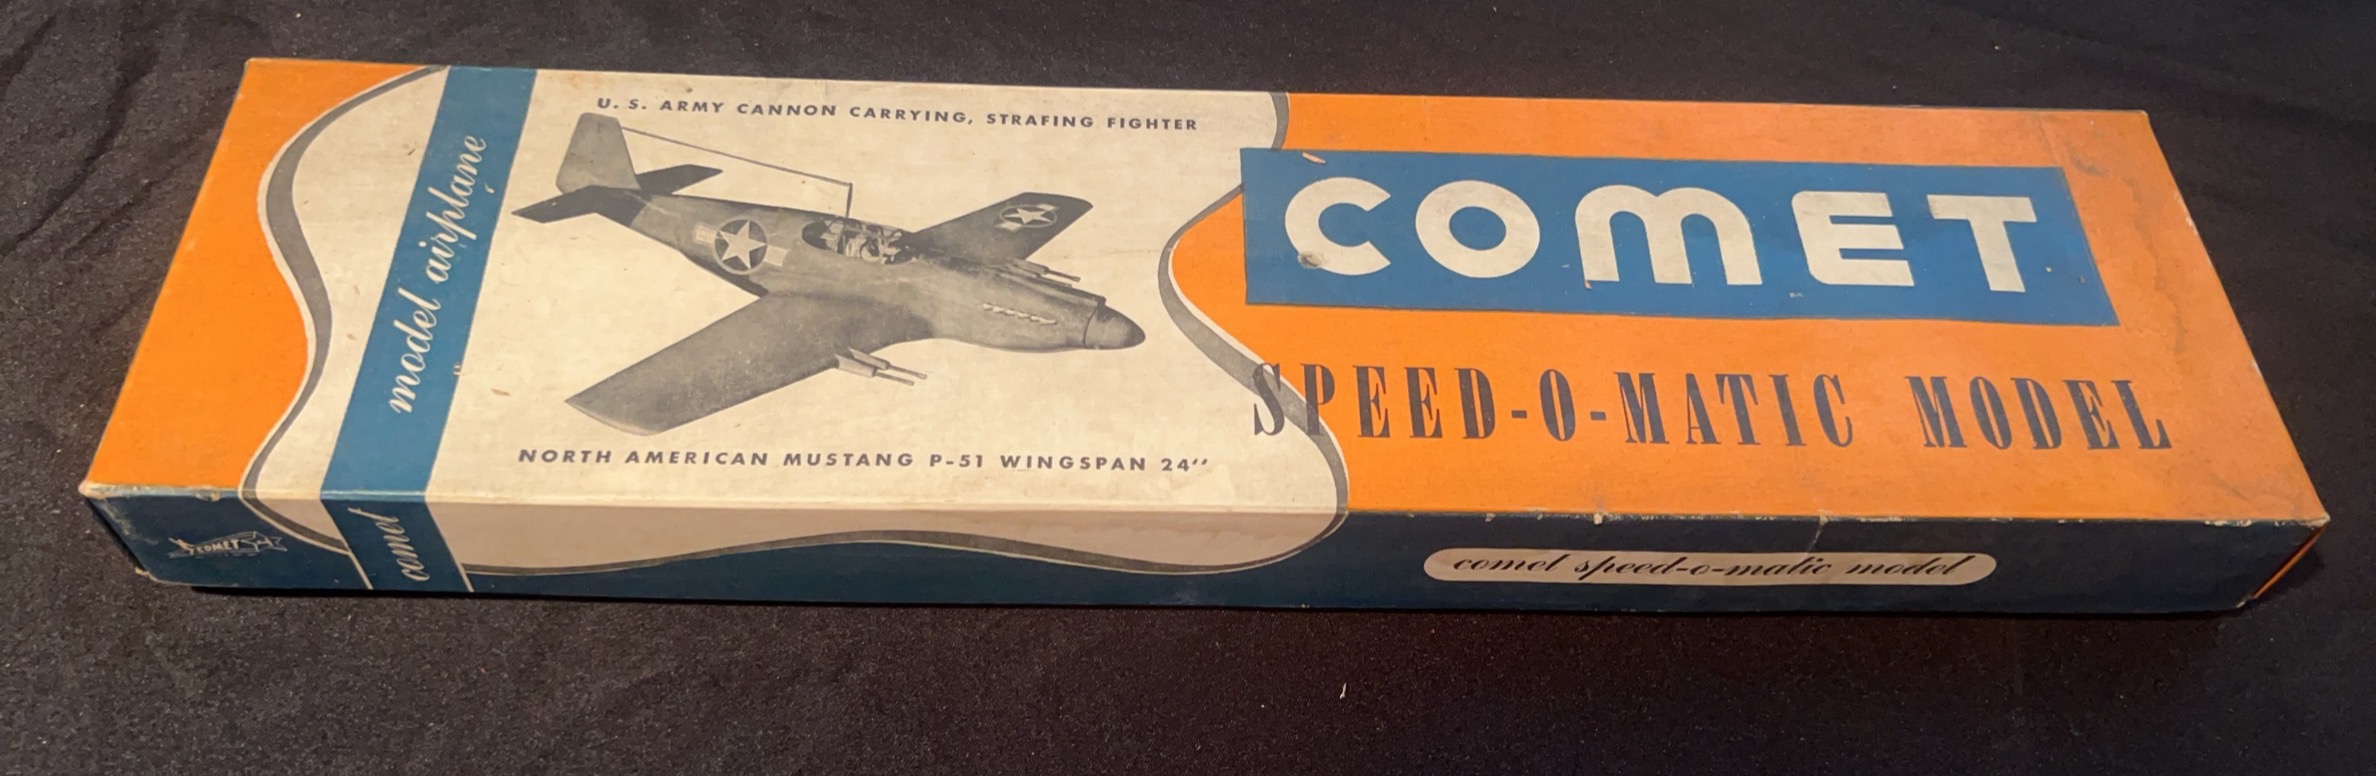 U. S. ARMY CANNON CARRYING, STRAFING FIGHTER
model airplane
NORTH AMERICAN MUSTANG P-51 WINGSPAN 24''
COMET
SPEED-O-MATIC MODEL
COMET
comet
comet speed-o-matic model